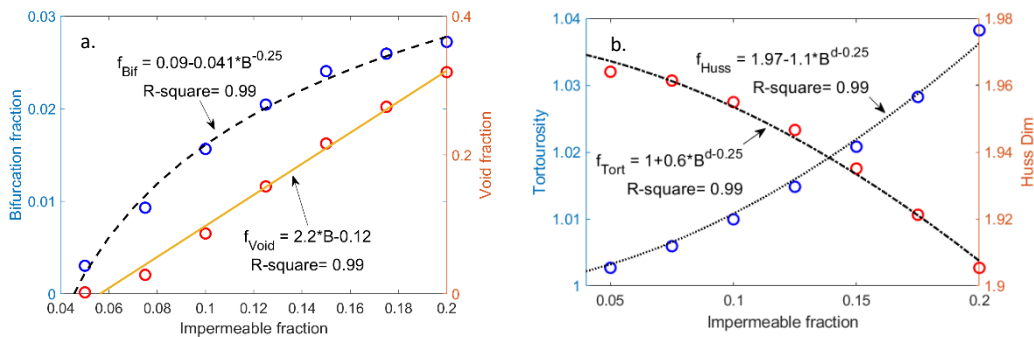 a.
f_Bif = 0.09-0.041*B^-0.25
R-square= 0.99
f_Void = 2.2*B-0.12
R-square= 0.99
Bifurcation fraction
0.03
0.02
0.01
0
Void fraction
0.4
0.2
0
0.04 0.06 0.08 0.1 0.12 0.14 0.16 0.18 0.2
Impermeable fraction
b.
f_Huss = 1.97-1.1*B^d-0.25
R-square= 0.99
f_Tort = 1+0.6*B^d-0.25
R-square= 0.99
Tortourosity
1.04
1.03
1.02
1.01
1
Huss Dim
1.98
1.96
1.94
1.92
1.9
0.05 0.1 0.15 0.2
Impermeable fraction